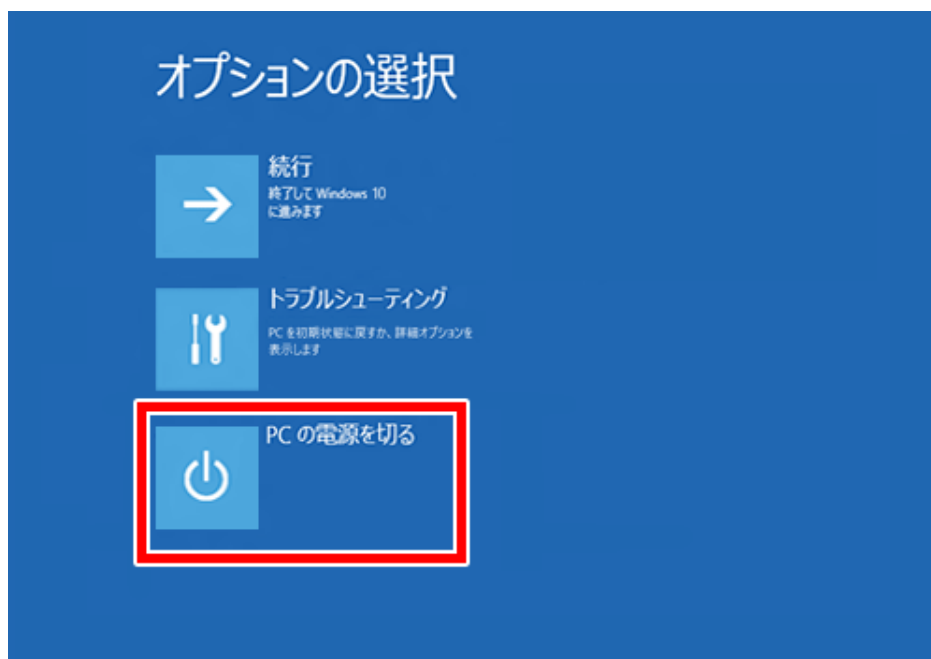 オプションの選択
続行
終了して Windows 10
に進みます
トラブルシューティング
PC を初期状態に戻すか、詳細オプションを
表示します
PC の電源を切る